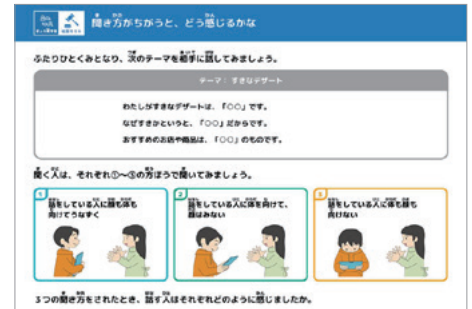 聞き方がちがうと、どう感じるかな
ふたりひとくみとなり、次のテーマを相手に話してみましょう。
テーマ：すきなデザート
わたしがすきなデザートは、「〇〇」です。
なぜすきかというと、「〇〇」だからです。
おすすめのお店や商品は、「〇〇」のものです。
聞く人は、それぞれ①〜③の方ほうで聞いてみましょう。
1
話をしている人に顔も体も
向けてうなずく
2
話をしている人に体を向けて、
顔はみない
3
話をしている人に体も顔も
向けない
3つの聞き方をされたとき、話す人はそれぞれどのように感じましたか。